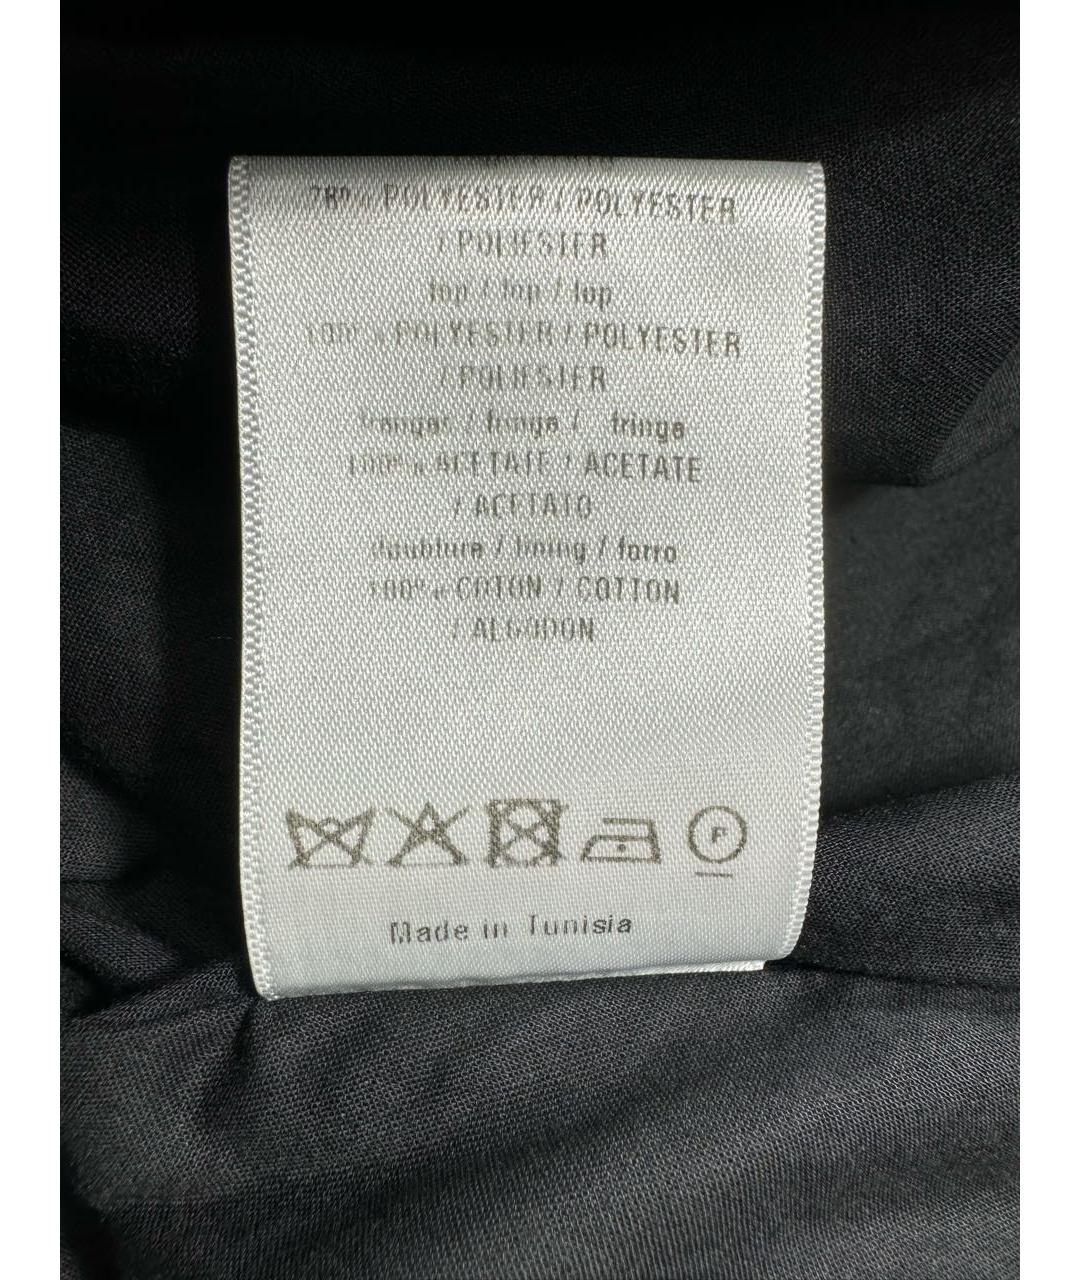 78% POLYESTER / POLYESTER
/ POLIESTER
top / top / top
100% POLYESTER / POLYESTER
/ POLIESTER
franges / fringe / fringe
100% ACETATE / ACETATE
/ ACETATO
doublure / lining / forro
100% COTON / COTTON
/ ALGODON
P
Made in Tunisia